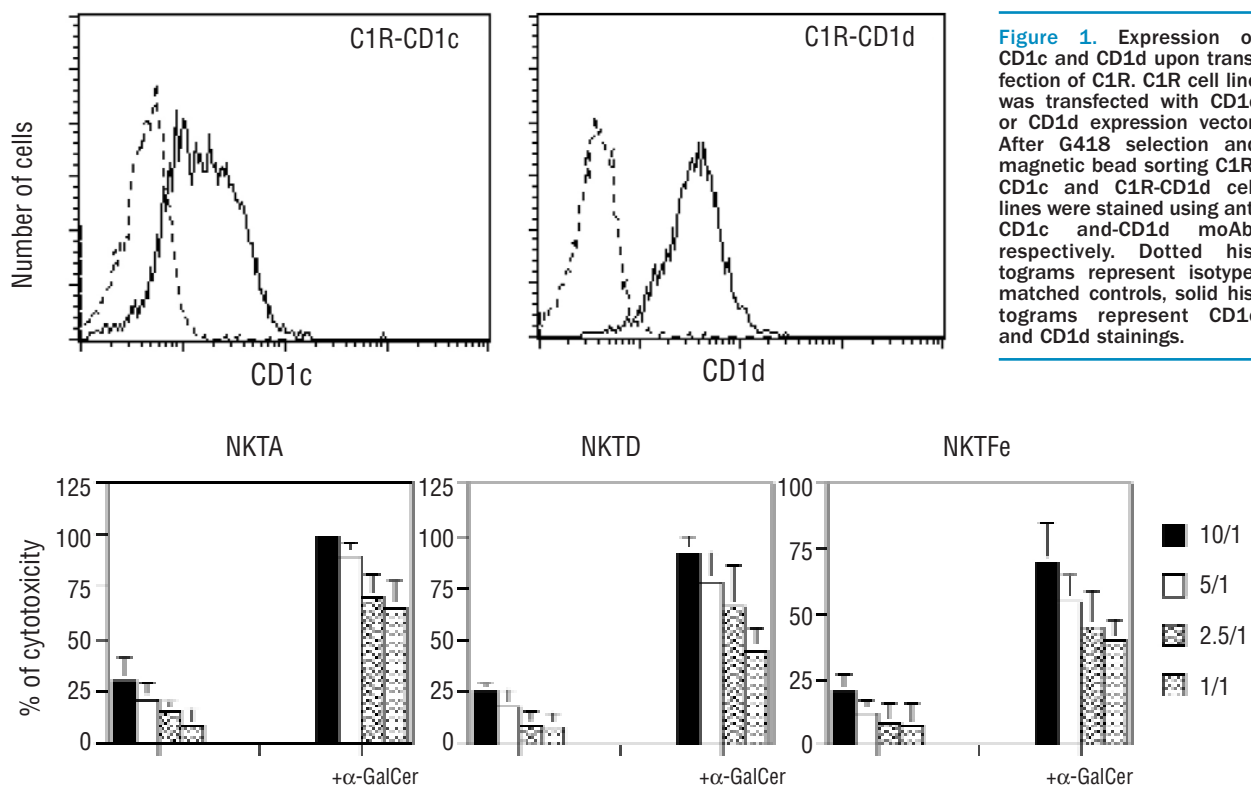 C1R-CD1c
C1R-CD1d
Number of cells
CD1c
CD1d
Figure 1. Expression o
CD1c and CD1d upon trans
fection of C1R. C1R cell line
was transfected with CD1c
or CD1d expression vector
After G418 selection and
magnetic bead sorting C1R
CD1c and C1R-CD1d cel
lines were stained using ant
CD1c and-CD1d moAb
respectively. Dotted his
tograms represent isotype
matched controls, solid his
tograms represent CD1c
and CD1d stainings.
NKTA
NKTD
NKTFe
% of cytotoxicity
125
100
75
50
25
0
+α-GalCer
125
100
75
50
25
0
+α-GalCer
100
75
50
25
0
+α-GalCer
10/1
5/1
2.5/1
1/1